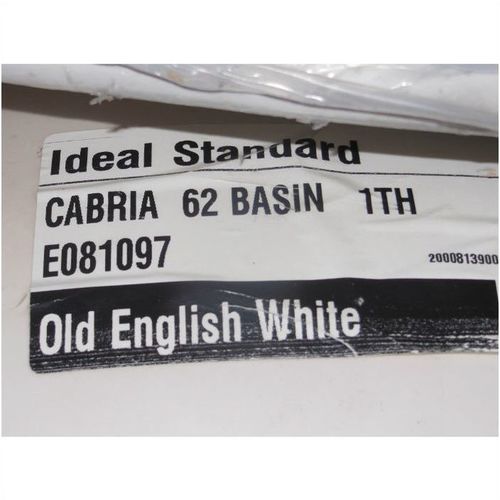 Ideal Standard
CABRIA 62 BASiN 1TH
E081097
2000813900
Old English White